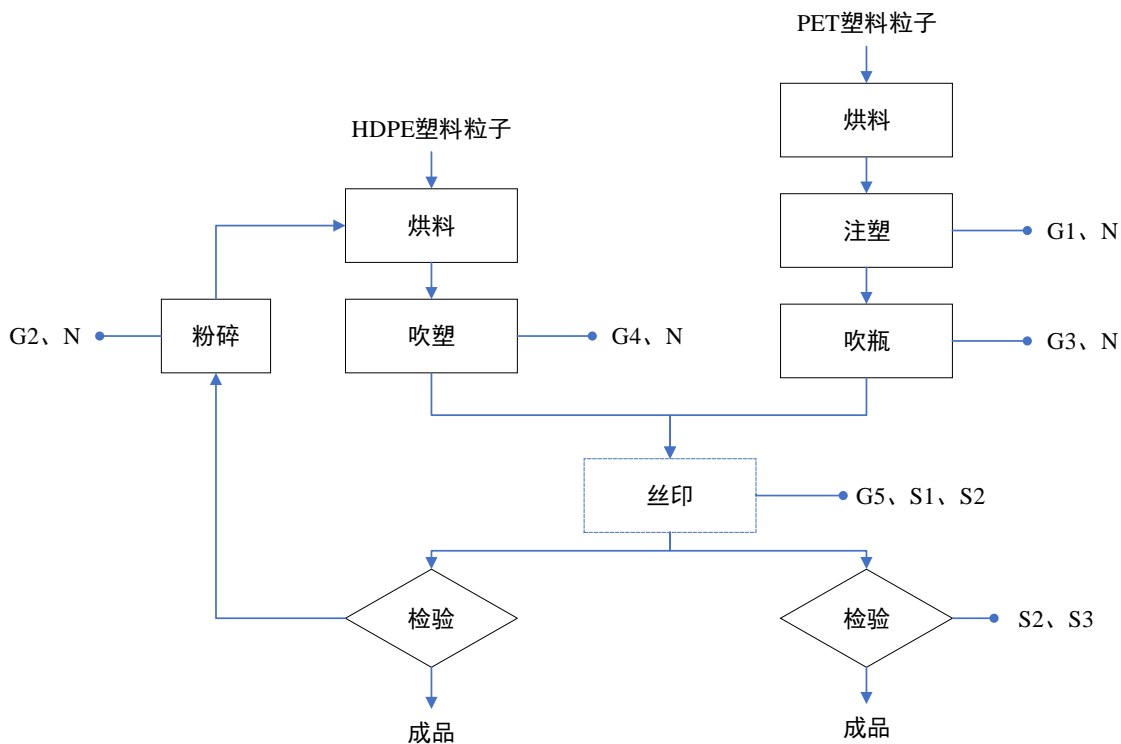 PET塑料粒子
烘料
HDPE塑料粒子
烘料
注塑
G1、N
G2、N
粉碎
吹塑
G4、N
吹瓶
G3、N
丝印
G5、S1、S2
检验
检验
S2、S3
成品
成品